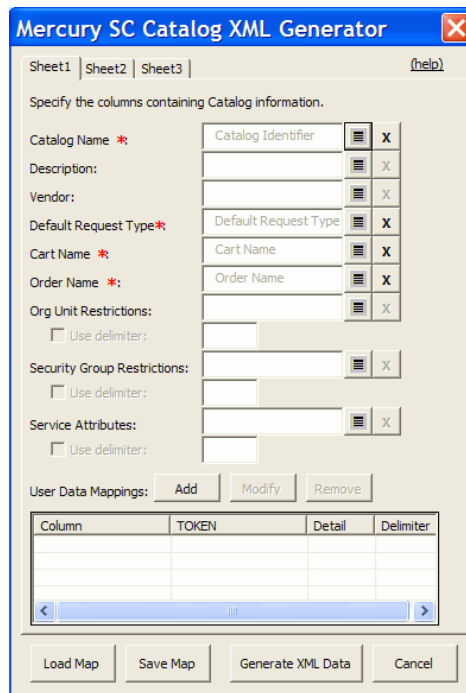 Mercury SC Catalog XML Generator
Sheet1 Sheet2 Sheet3 (help)
Specify the columns containing Catalog information.
Catalog Name *: Catalog Identifier x
Description: x
Vendor: x
Default Request Type*: Default Request Type x
Cart Name *: Cart Name x
Order Name *: Order Name x
Org Unit Restrictions: x
Use delimiter:
Security Group Restrictions: x
Use delimiter:
Service Attributes: x
Use delimiter:
User Data Mappings: Add Modify Remove
Column TOKEN Detail Delimiter
Load Map Save Map Generate XML Data Cancel